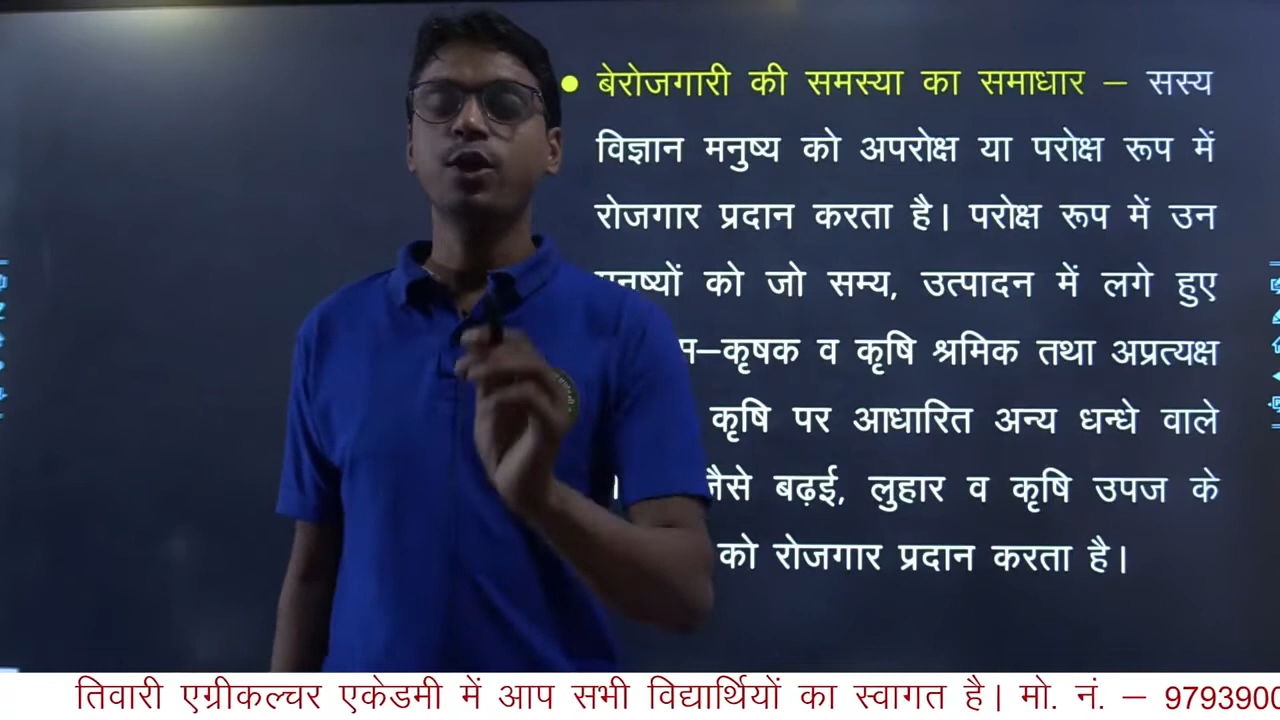 • बेरोजगारी की समस्या का समाधार – सस्य
विज्ञान मनुष्य को अपरोक्ष या परोक्ष रूप में
रोजगार प्रदान करता है। परोक्ष रूप में उन
को जो सम्य, उत्पादन में लगे हुए
–कृषक व कृषि श्रमिक तथा अप्रत्यक्ष
कृषि पर आधारित अन्य धन्धे वाले
जैसे बढ़ई, लुहार व कृषि उपज के
को रोजगार प्रदान करता है।
तिवारी एग्रीकल्चर एकेडमी में आप सभी विद्यार्थियों का स्वागत है। मो. नं. – 9793900